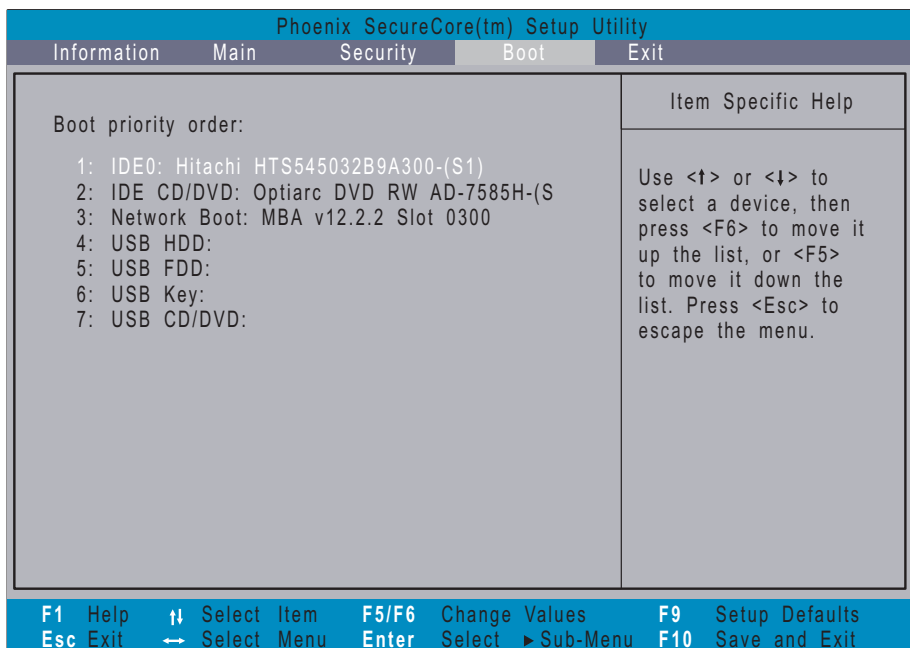 Phoenix SecureCore(tm) Setup Utility
Information Main Security Boot Exit
Boot priority order:
1: IDE0: Hitachi HTS545032B9A300-(S1)
2: IDE CD/DVD: Optiarc DVD RW AD-7585H-(S
3: Network Boot: MBA v12.2.2 Slot 0300
4: USB HDD:
5: USB FDD:
6: USB Key:
7: USB CD/DVD:
Item Specific Help
Use <↑> or <↓> to
select a device, then
press <F6> to move it
up the list, or <F5>
to move it down the
list. Press <Esc> to
escape the menu.
F1 Help ↑↓ Select Item F5/F6 Change Values F9 Setup Defaults
Esc Exit ↔ Select Menu Enter Select ►Sub-Menu F10 Save and Exit